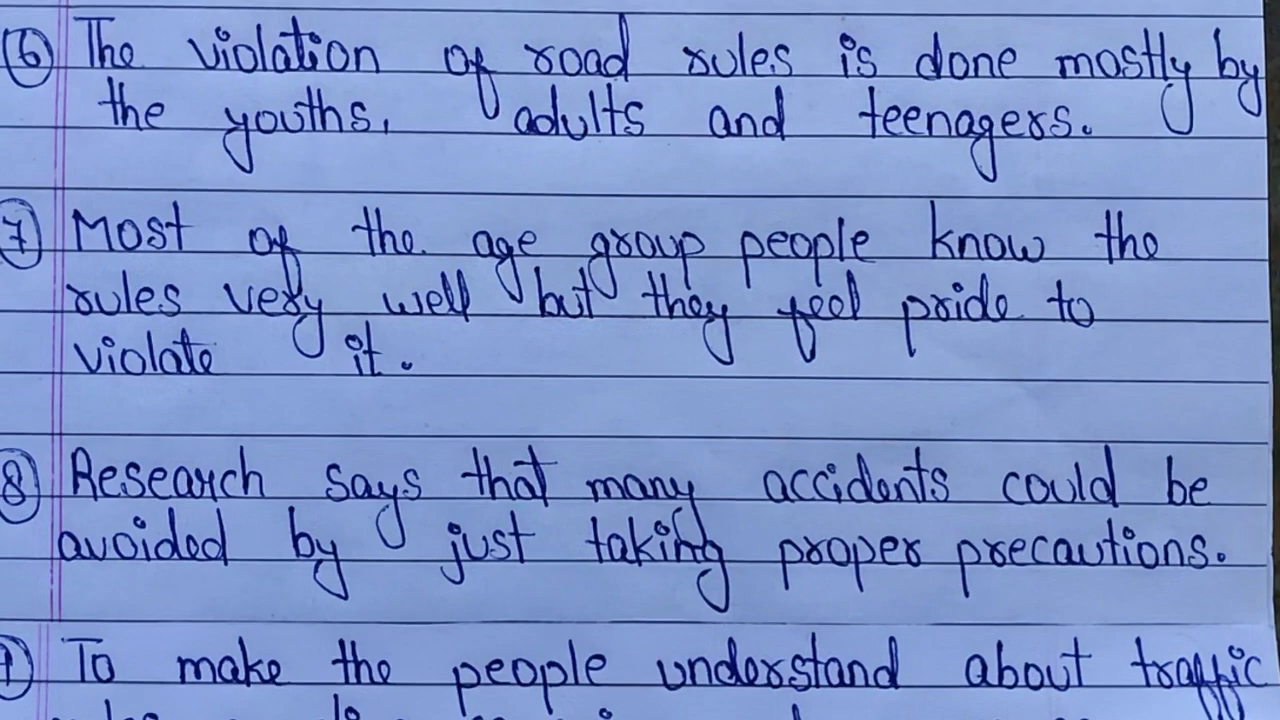 6 The violation of road rules is done mostly by
the youths, adults and teenagers.
7 Most of the age group people know the
rules very well but they feel pride to
violate it.
8 Research says that many accidents could be
avoided by just taking proper precautions.
To make the people understand about traffic